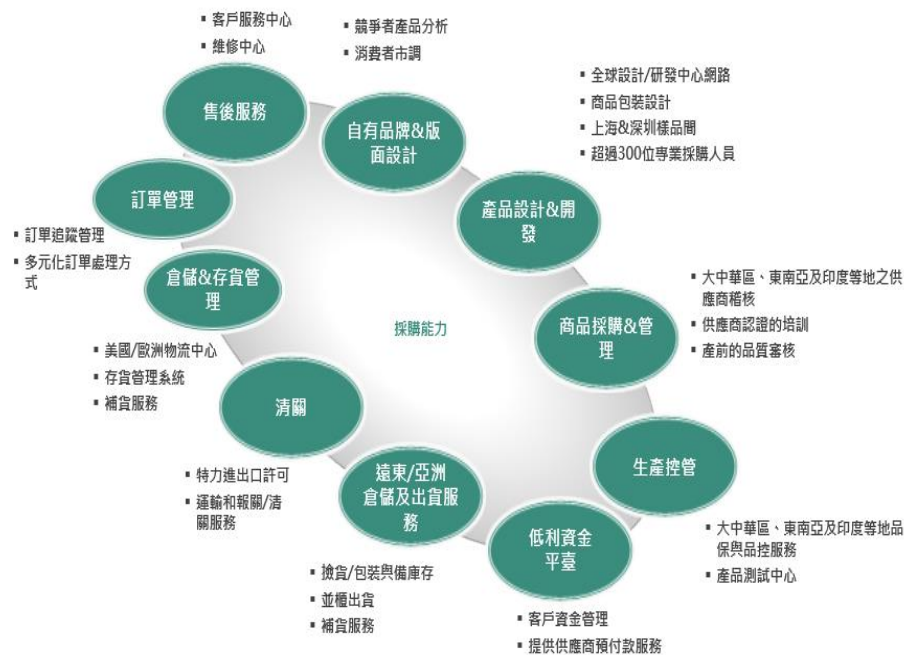 ▪ 客戶服務中心
▪ 維修中心
▪ 競爭者產品分析
▪ 消費者市調
▪ 全球設計/研發中心網路
▪ 商品包裝設計
▪ 上海&深圳樣品間
▪ 超過300位專業採購人員
售後服務
自有品牌&版
面設計
訂單管理
產品設計&開
發
▪ 訂單追蹤管理
▪ 多元化訂單處理方
式
倉儲&存貨管
理
▪ 大中華區、東南亞及印度等地之供
應商稽核
▪ 供應商認證的培訓
▪ 產前的品質審核
採購能力
商品採購&管
理
▪ 美國/歐洲物流中心
▪ 存貨管理系統
▪ 補貨服務
清關
生產控管
▪ 特力進出口許可
▪ 運輸和報關/清
關服務
遠東/亞洲
倉儲及出貨服
務
低利資金
平臺
▪ 大中華區、東南亞及印度等地品
保與品控服務
▪ 產品測試中心
▪ 撿貨/包裝與備庫存
▪ 並櫃出貨
▪ 補貨服務
▪ 客戶資金管理
▪ 提供供應商預付款服務